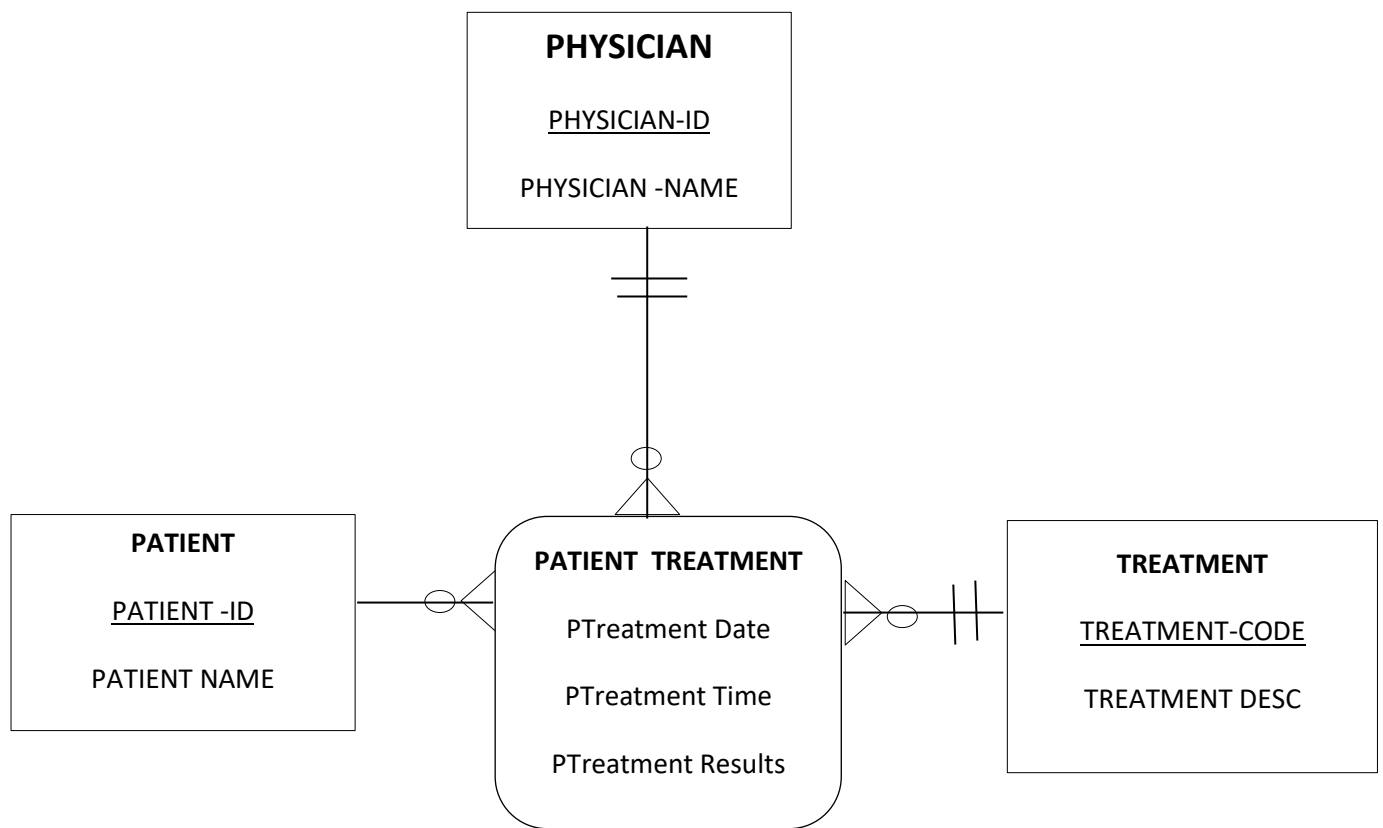 PHYSICIAN
PHYSICIAN-ID
PHYSICIAN -NAME
PATIENT
PATIENT -ID
PATIENT NAME
PATIENT  TREATMENT
PTreatment Date
PTreatment Time
PTreatment Results
TREATMENT
TREATMENT-CODE
TREATMENT DESC